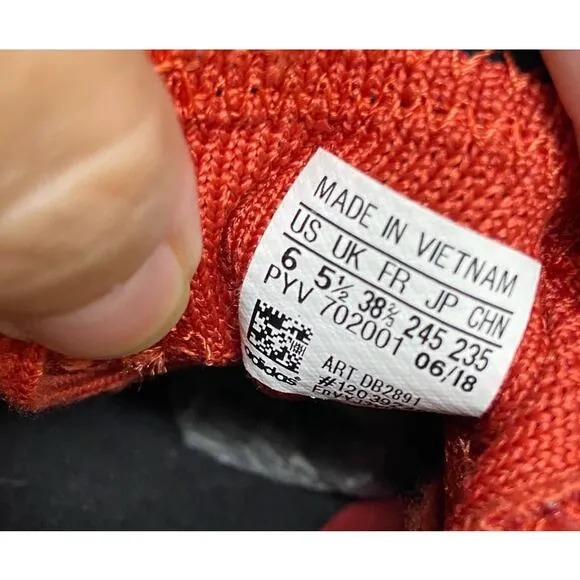 MADE IN VIETNAM
US UK FR JP CHN
6 5½ 38⅔ 245 235
PYV 702001 06/18
ART DB2891
adidas